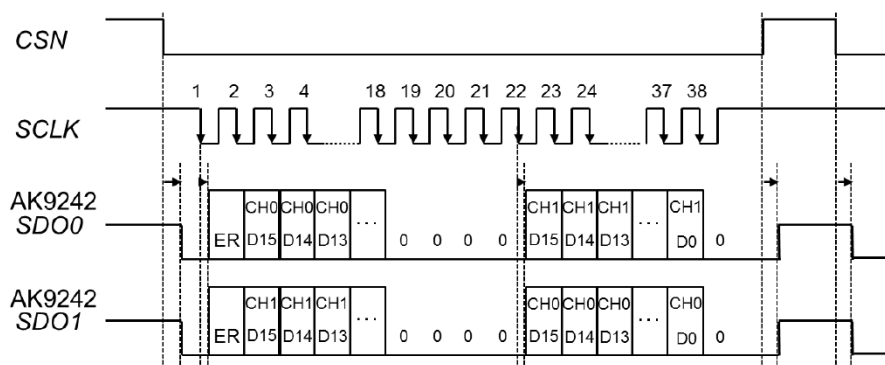 CSN
1 2 3 4 18 19 20 21 22 23 24 37 38
SCLK
AK9242
SDO0
CH0 CH0 CH0 ... CH1 CH1 CH1 ... CH1
ER D15 D14 D13 0 0 0 0 D15 D14 D13 D0 0
AK9242
SDO1
CH1 CH1 CH1 ... CH0 CH0 CH0 ... CH0
ER D15 D14 D13 0 0 0 0 D15 D14 D13 D0 0